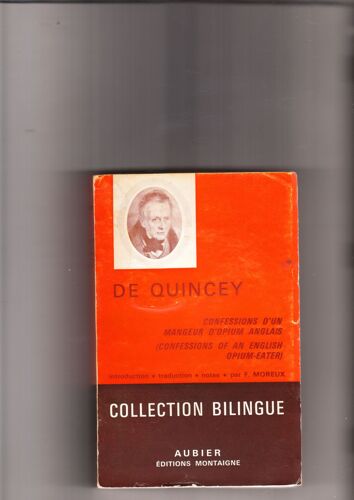 DE QUINCEY
CONFESSIONS D'UN
MANGEUR D'OPIUM ANGLAIS
(CONFESSIONS OF AN ENGLISH
OPIUM-EATER)
introduction • traduction • notes • par F. MOREUX
COLLECTION BILINGUE
AUBIER
ÉDITIONS MONTAIGNE